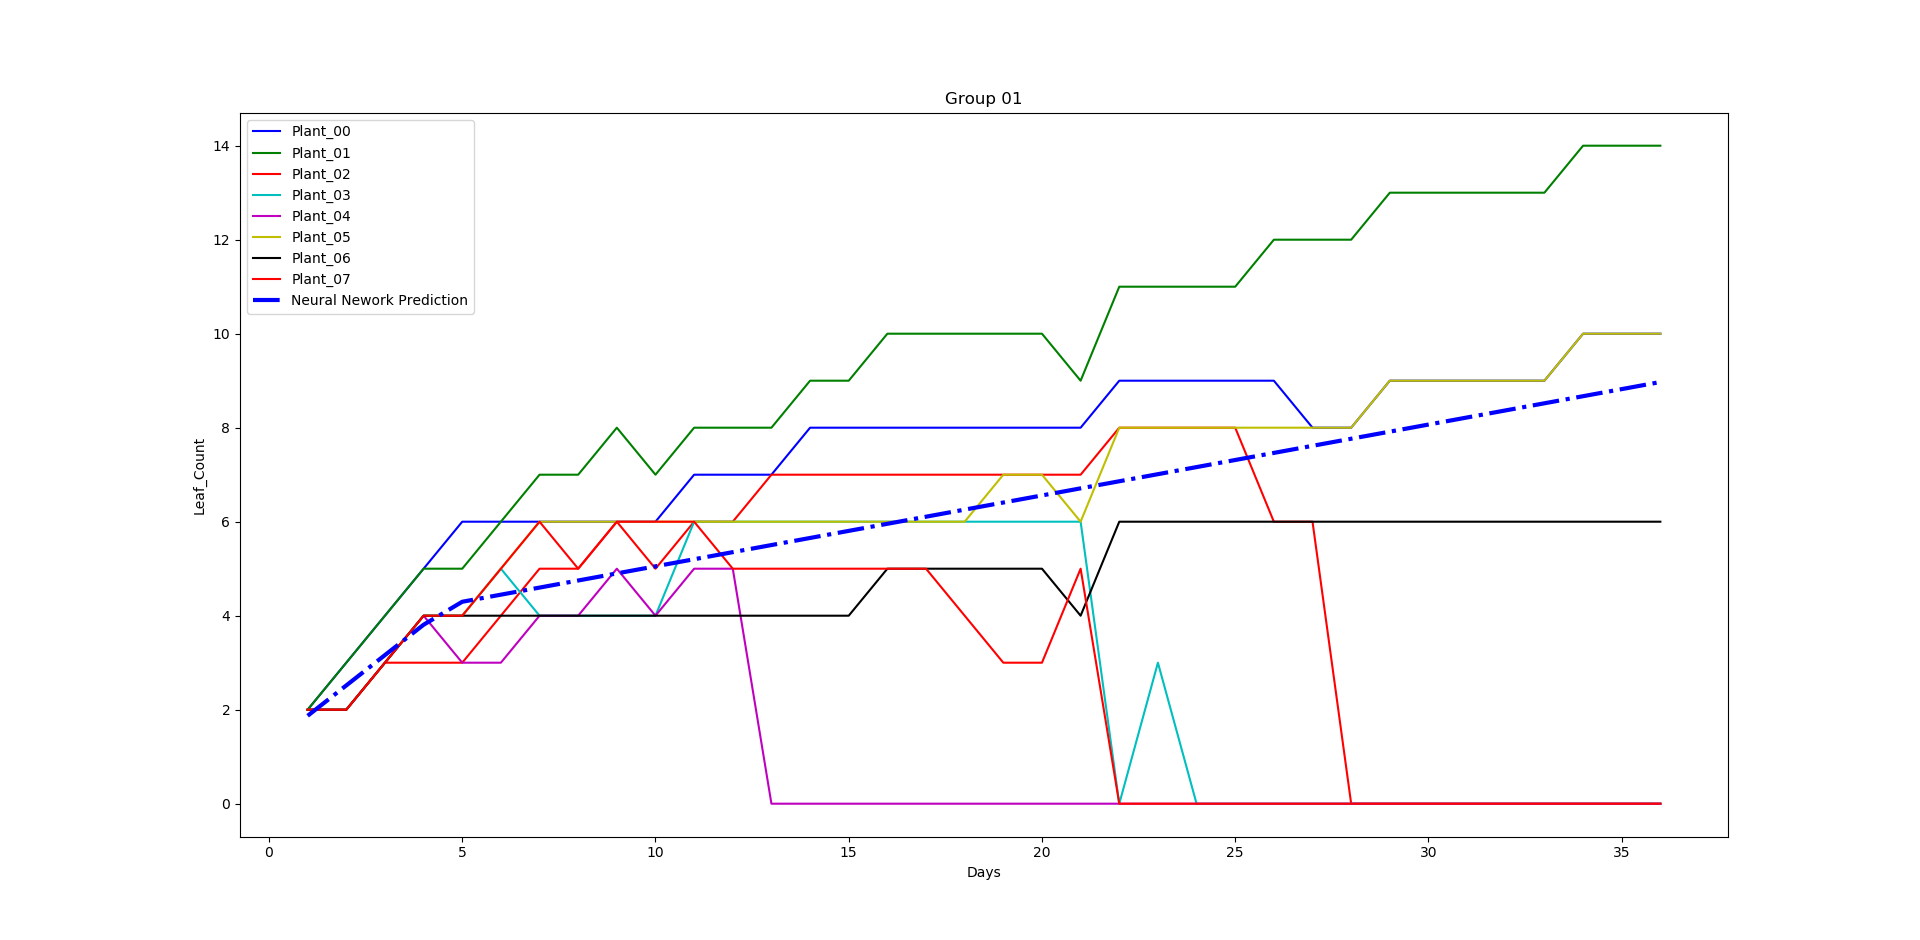 Group 01
Plant_00
Plant_01
Plant_02
Plant_03
Plant_04
Plant_05
Plant_06
Plant_07
Neural Nework Prediction
14
12
10
8
6
4
2
0
Leaf_Count
0 5 10 15 20 25 30 35
Days